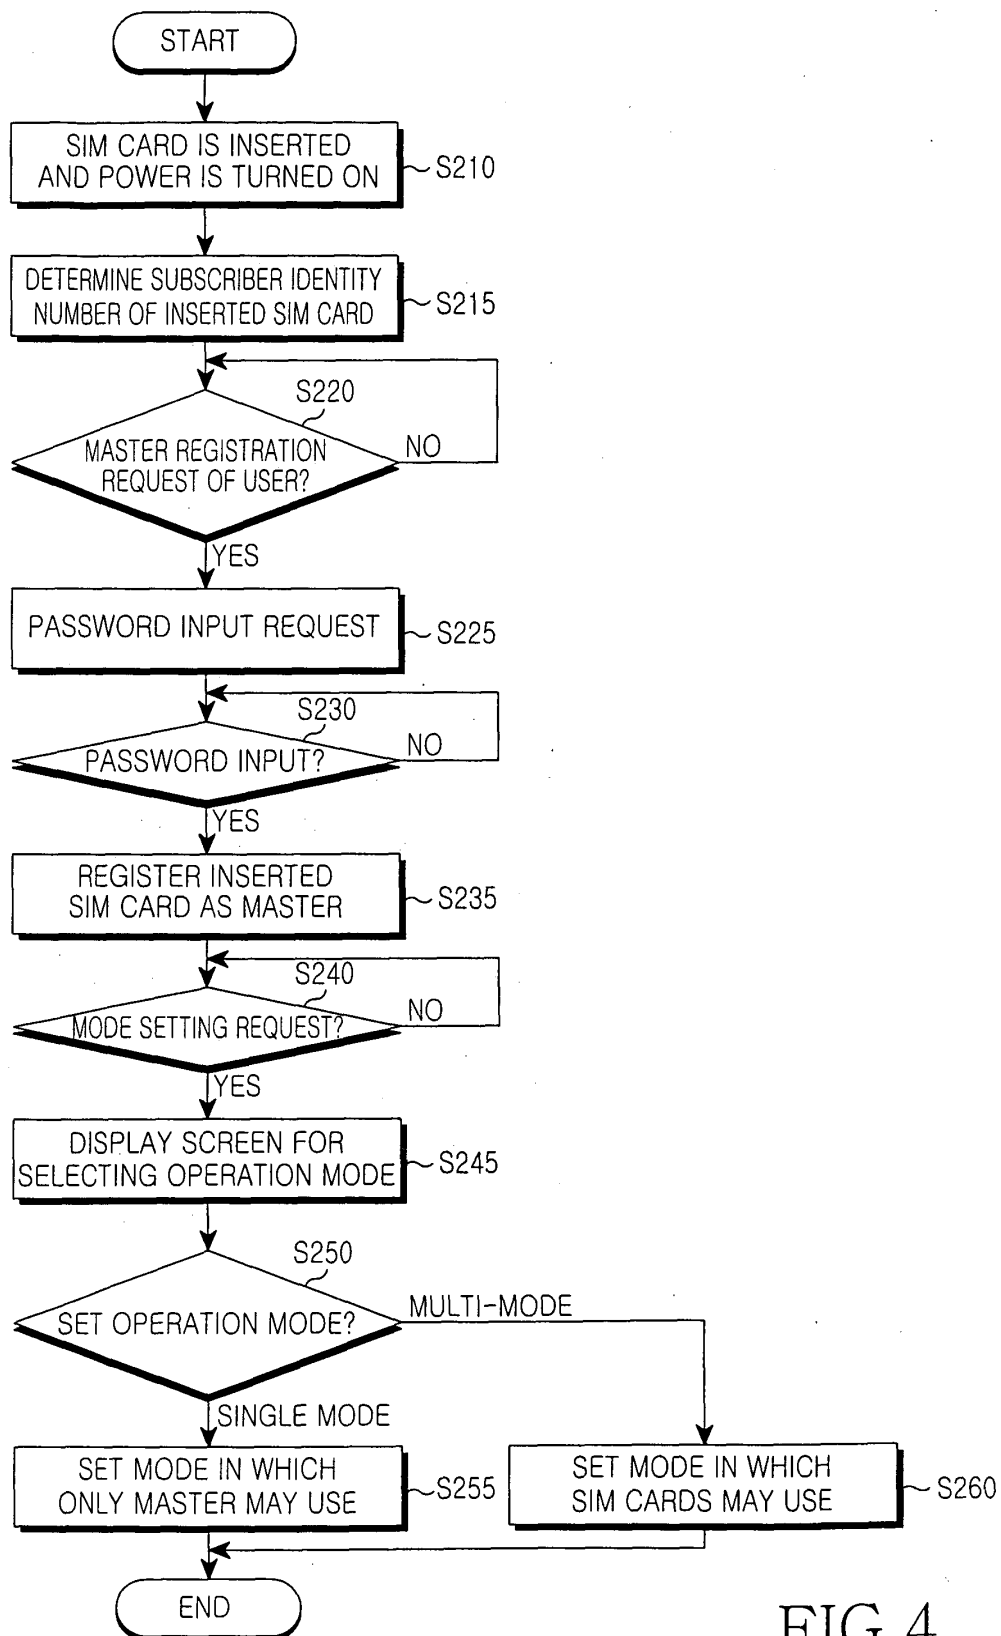 START
SIM CARD IS INSERTED
AND POWER IS TURNED ON
S210
DETERMINE SUBSCRIBER IDENTITY
NUMBER OF INSERTED SIM CARD
S215
S220
MASTER REGISTRATION
REQUEST OF USER?
NO
YES
PASSWORD INPUT REQUEST
S225
S230
PASSWORD INPUT?
NO
YES
REGISTER INSERTED
SIM CARD AS MASTER
S235
S240
MODE SETTING REQUEST?
NO
YES
DISPLAY SCREEN FOR
SELECTING OPERATION MODE
S245
S250
SET OPERATION MODE?
MULTI-MODE
SINGLE MODE
SET MODE IN WHICH
ONLY MASTER MAY USE
S255
SET MODE IN WHICH
SIM CARDS MAY USE
S260
END
FIG.4